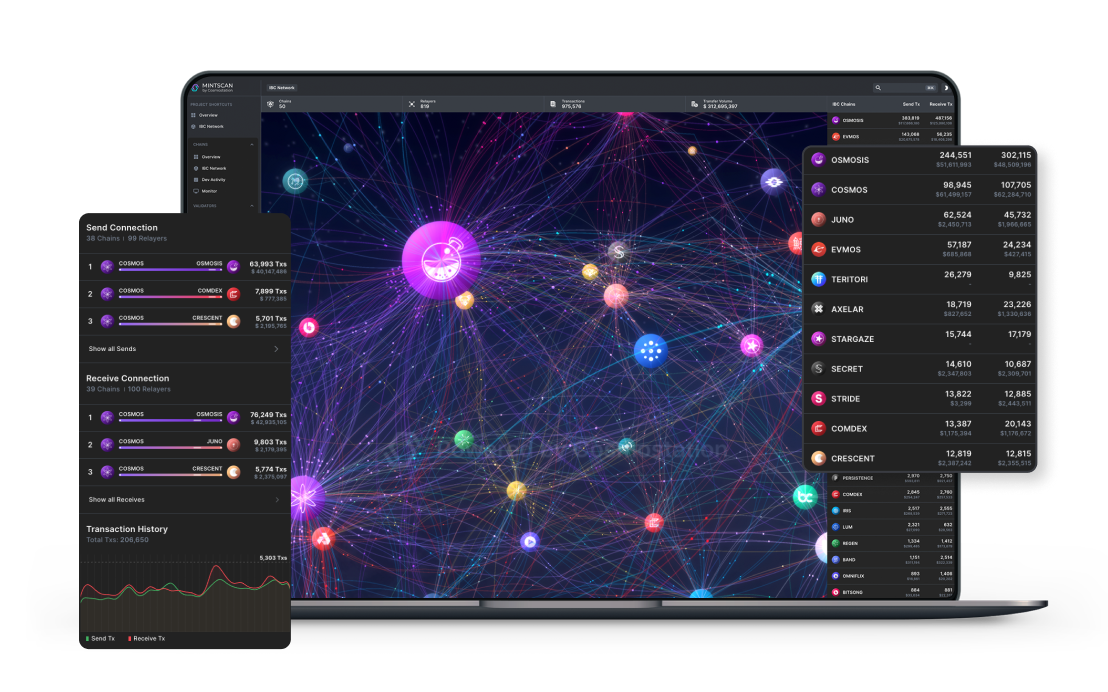 MINTSCAN
by Cosmostation
IBC Network
⌘K
PROJECT SHORTCUTS
Overview
IBC Network
CHAINS
Overview
IBC Network
Dev Activity
Monitor
VALIDATORS
Chains
50
Relayers
819
Transactions
975,576
Transfer Volume
$ 312,695,397
IBC Chains Send Tx Receive Tx
OSMOSIS 393,819 497,156
EVMOS 143,068 56,235
OSMOSIS 244,551 302,115
$51,611,993 $48,509,196
COSMOS 98,945 107,705
$61,499,157 $62,284,710
JUNO 62,524 45,732
$2,450,713 $1,966,665
EVMOS 57,187 24,234
$685,868 $427,415
TERITORI 26,279 9,825
- -
AXELAR 18,719 23,226
$827,652 $1,330,636
STARGAZE 15,744 17,179
- -
SECRET 14,610 10,687
$2,347,803 $2,309,701
STRIDE 13,822 12,885
$3,299 $2,443,511
COMDEX 13,387 20,143
$1,175,394 $1,176,672
CRESCENT 12,819 12,815
$2,387,242 $2,355,515
PERSISTENCE 2,970 2,750
COMDEX 2,845 2,760
IRIS 2,517 2,555
LUM 2,321 632
REGEN 1,334 1,412
BAND 1,151 2,514
OMNIFLIX 693 1,400
BITSONG 664 881
Send Connection
38 Chains | 99 Relayers
1 COSMOS OSMOSIS 63,993 Txs
$ 40,147,486
2 COSMOS COMDEX 7,899 Txs
$ 777,385
3 COSMOS CRESCENT 5,701 Txs
$ 2,195,765
Show all Sends
Receive Connection
39 Chains | 100 Relayers
1 COSMOS OSMOSIS 76,249 Txs
$ 42,935,105
2 COSMOS JUNO 9,803 Txs
$ 2,179,395
3 COSMOS CRESCENT 5,774 Txs
$ 2,375,097
Show all Receives
Transaction History
Total Txs: 206,650
5,303 Txs
Send Tx Receive Tx